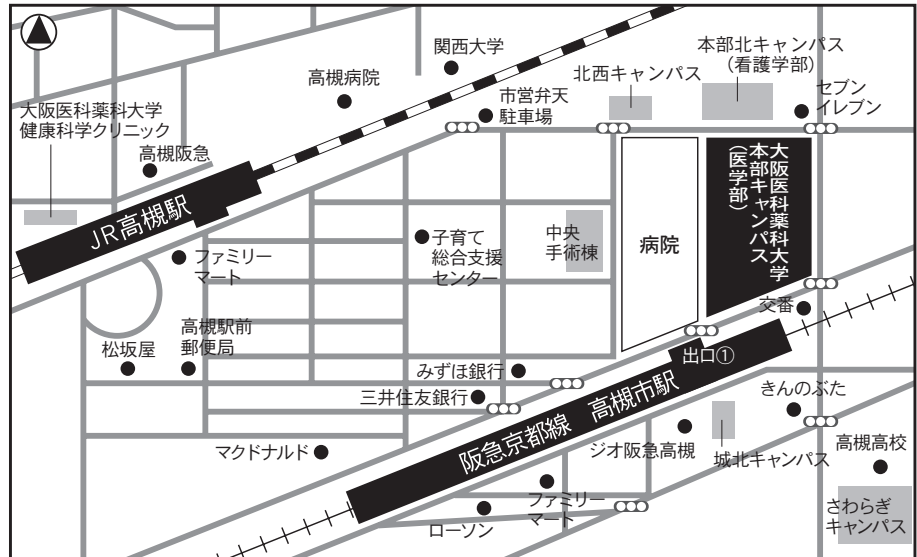 関西大学
高槻病院
市営弁天
駐車場
北西キャンパス
本部北キャンパス
(看護学部)
セブン
イレブン
大阪医科薬科大学
健康科学クリニック
高槻阪急
JR高槻駅
ファミリー
マート
子育て
総合支援
センター
中央
手術棟
病院
大阪医科薬科大学
本部キャンパス
(医学部)
交番
出口①
松坂屋
高槻駅前
郵便局
みずほ銀行
三井住友銀行
阪急京都線 高槻市駅
きんのぶた
マクドナルド
ジオ阪急高槻
城北キャンパス
高槻高校
ローソン
ファミリー
マート
さわらぎ
キャンパス